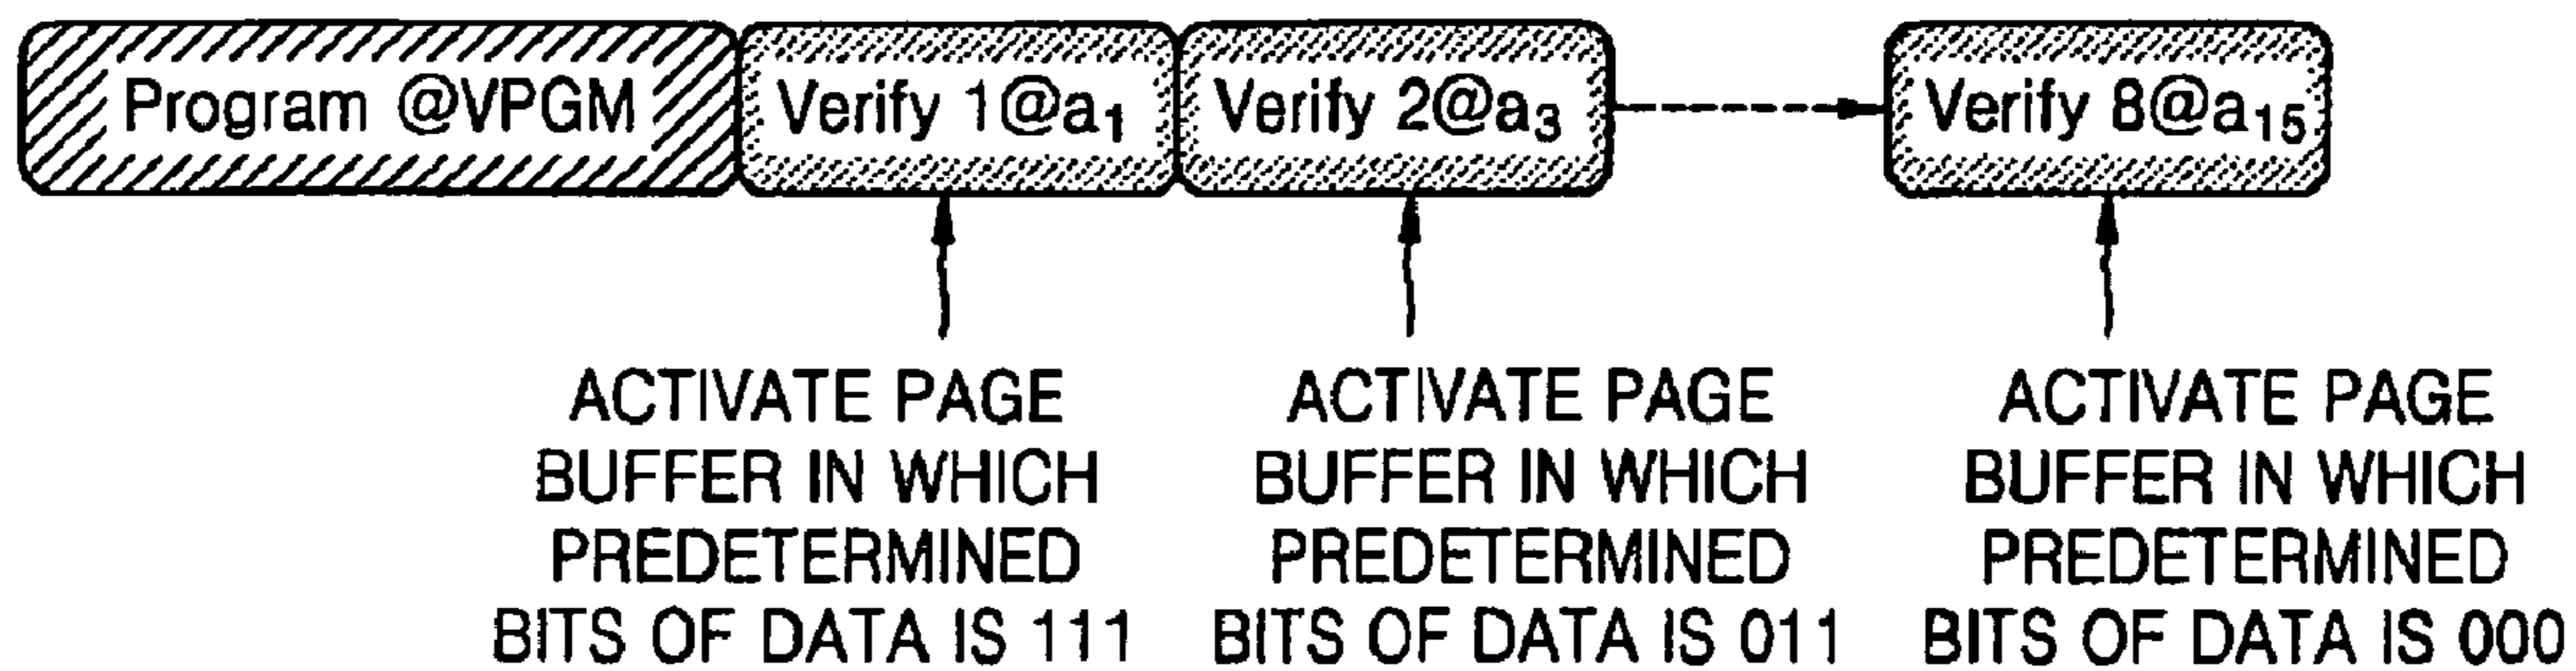 Program @VPGM
Verify 1@a₁
Verify 2@a₃
Verify 8@a₁₅
ACTIVATE PAGE
BUFFER IN WHICH
PREDETERMINED
BITS OF DATA IS 111
ACTIVATE PAGE
BUFFER IN WHICH
PREDETERMINED
BITS OF DATA IS 011
ACTIVATE PAGE
BUFFER IN WHICH
PREDETERMINED
BITS OF DATA IS 000